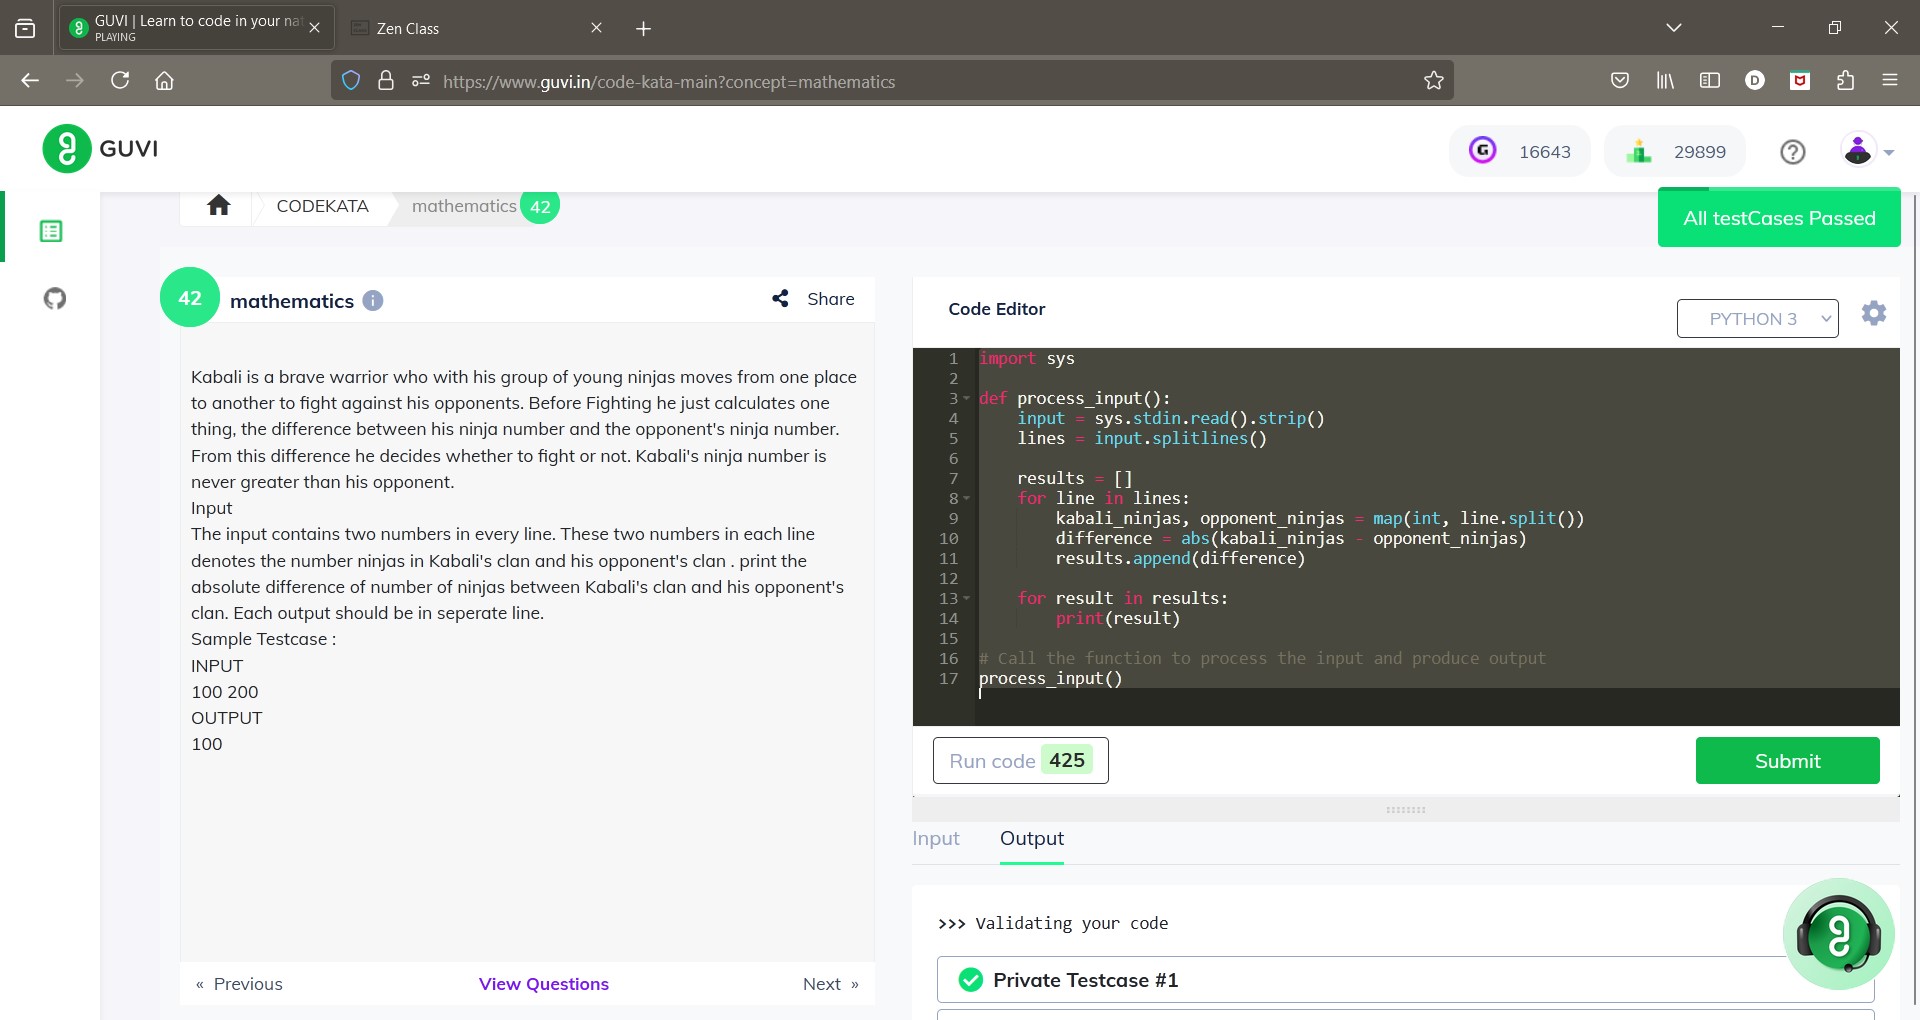 GUVI | Learn to code in your nat
PLAYING
Zen Class
https://www.guvi.in/code-kata-main?concept=mathematics
D
GUVI
G
16643
29899
CODEKATA
mathematics
42
All testCases Passed
42
mathematics
Share
Kabali is a brave warrior who with his group of young ninjas moves from one place
to another to fight against his opponents. Before Fighting he just calculates one
thing, the difference between his ninja number and the opponent's ninja number.
From this difference he decides whether to fight or not. Kabali's ninja number is
never greater than his opponent.
Input
The input contains two numbers in every line. These two numbers in each line
denotes the number ninjas in Kabali's clan and his opponent's clan . print the
absolute difference of number of ninjas between Kabali's clan and his opponent's
clan. Each output should be in seperate line.
Sample Testcase :
INPUT
100 200
OUTPUT
100
« Previous
View Questions
Next »
Code Editor
PYTHON 3
1 import sys
2
3 def process_input():
4     input = sys.stdin.read().strip()
5     lines = input.splitlines()
6
7     results = []
8     for line in lines:
9         kabali_ninjas, opponent_ninjas = map(int, line.split())
10         difference = abs(kabali_ninjas - opponent_ninjas)
11         results.append(difference)
12
13     for result in results:
14         print(result)
15
16 # Call the function to process the input and produce output
17 process_input()
Run code 425
Submit
Input
Output
>>> Validating your code
Private Testcase #1